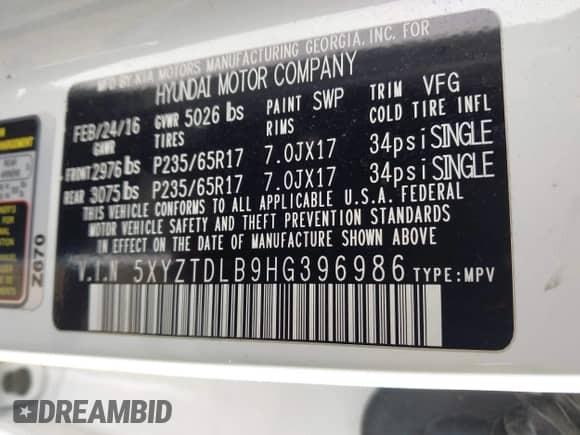 MFD BY KIA MOTORS MANUFACTURING GEORGIA, INC. FOR
HYUNDAI MOTOR COMPANY
FEB/24/16 GVWR 5026 lbs PAINT SWP TRIM VFG
GAWR TIRES RIMS COLD TIRE INFL
FRONT 2976 lbs P235/65R17 7.0JX17 34psi SINGLE
REAR 3075 lbs P235/65R17 7.0JX17 34psi SINGLE
THIS VEHICLE CONFORMS TO ALL APPLICABLE U.S.A. FEDERAL
MOTOR VEHICLE SAFETY AND THEFT PREVENTION STANDARDS
IN EFFECT ON THE DATE OF MANUFACTURE SHOWN ABOVE
V.I.N 5XYZTDLB9HG396986 TYPE:MPV
Z670
DREAMBID